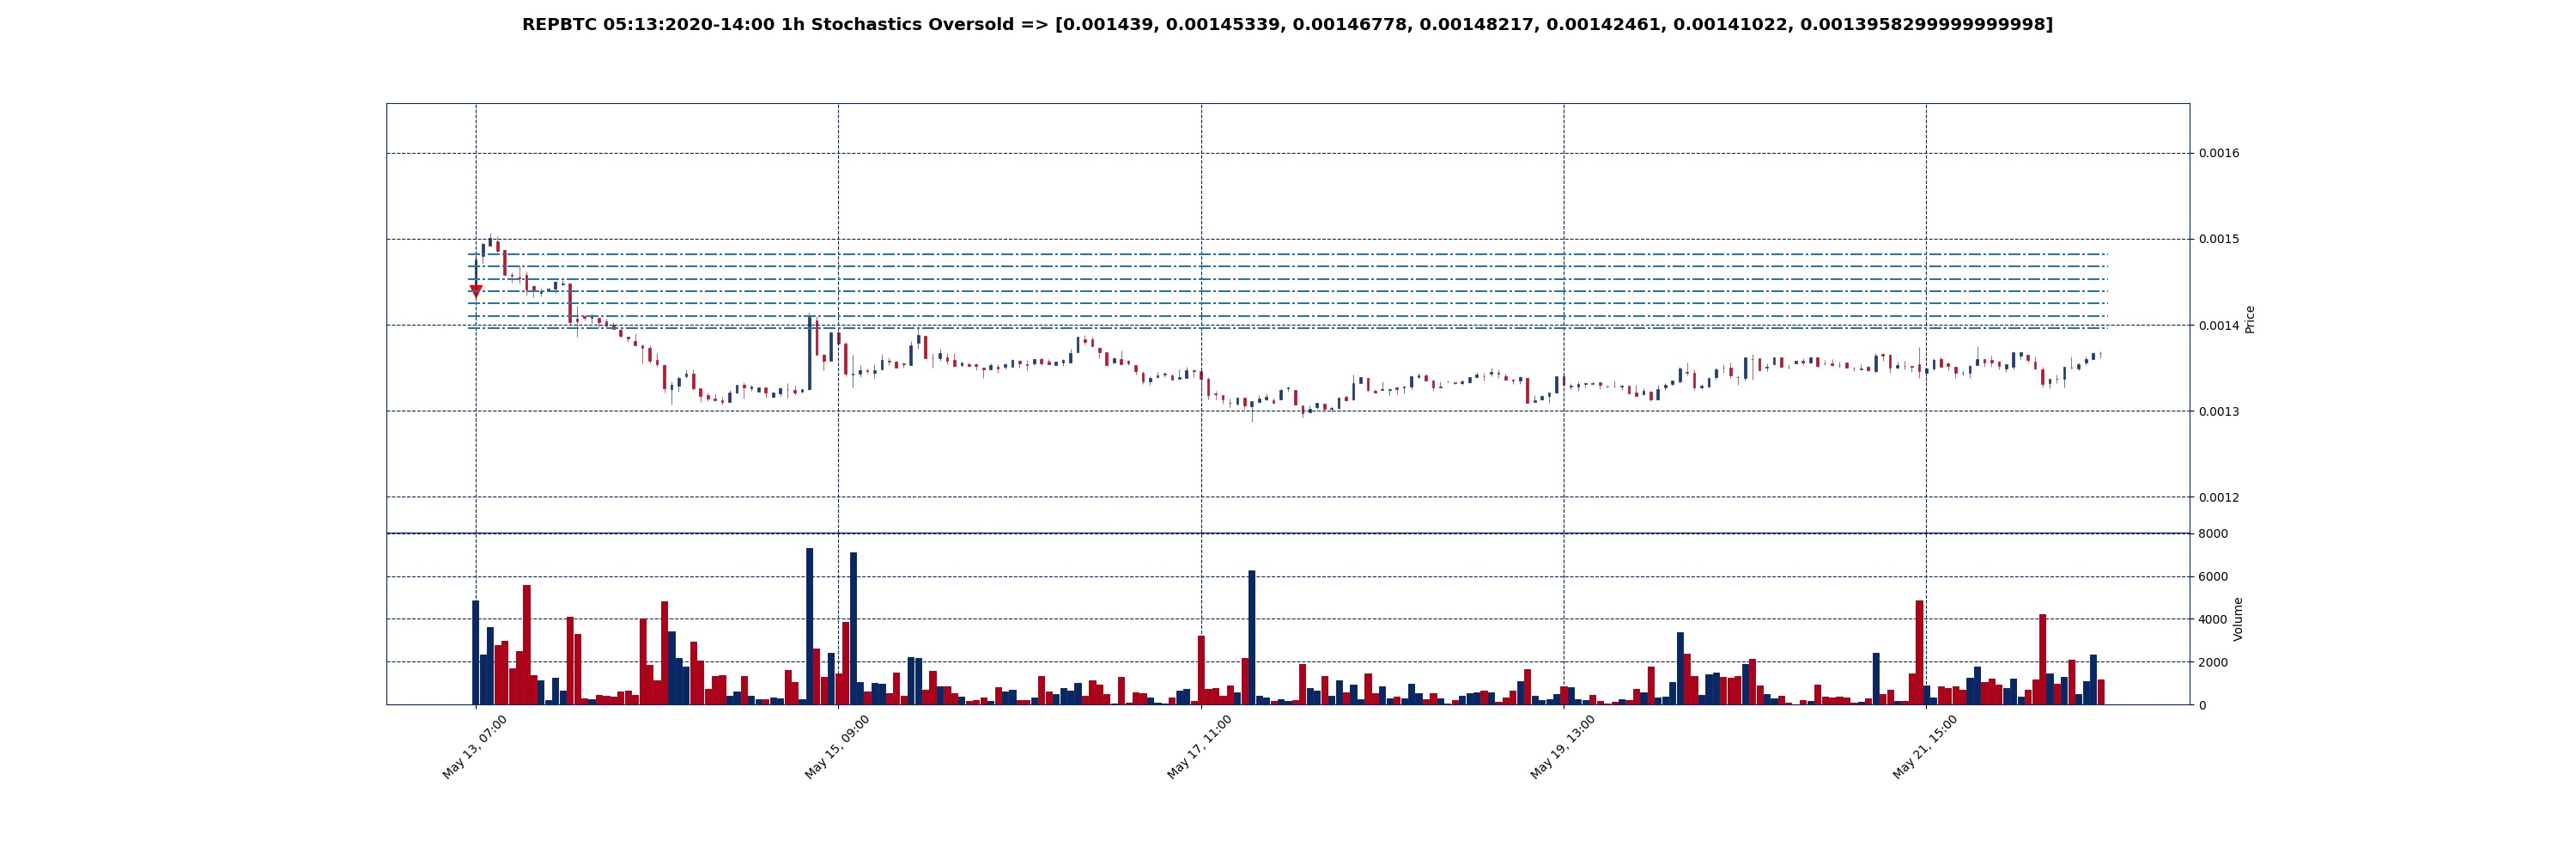 REPBTC 05:13:2020-14:00 1h Stochastics Oversold => [0.001439, 0.00145339, 0.00146778, 0.00148217, 0.00142461, 0.00141022, 0.0013958299999999998]
0.0016
0.0015
0.0014
0.0013
0.0012
Price
8000
6000
4000
2000
0
Volume
May 13, 07:00
May 15, 09:00
May 17, 11:00
May 19, 13:00
May 21, 15:00